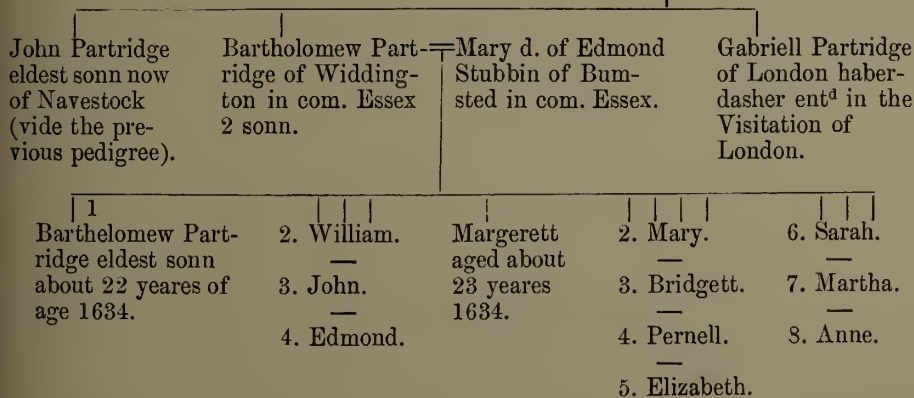 John Partridge
eldest sonn now
of Navestock
(vide the pre-
vious pedigree).
Bartholomew Part-
ridge of Widding-
ton in com. Essex
2 sonn.
Mary d. of Edmond
Stubbin of Bum-
sted in com. Essex.
Gabriell Partridge
of London haber-
dasher entᵈ in the
Visitation of
London.
1
Barthelomew Part-
ridge eldest sonn
about 22 yeares of
age 1634.
2. William.
3. John.
4. Edmond.
Margerett
aged about
23 yeares
1634.
2. Mary.
3. Bridgett.
4. Pernell.
5. Elizabeth.
6. Sarah.
7. Martha.
8. Anne.